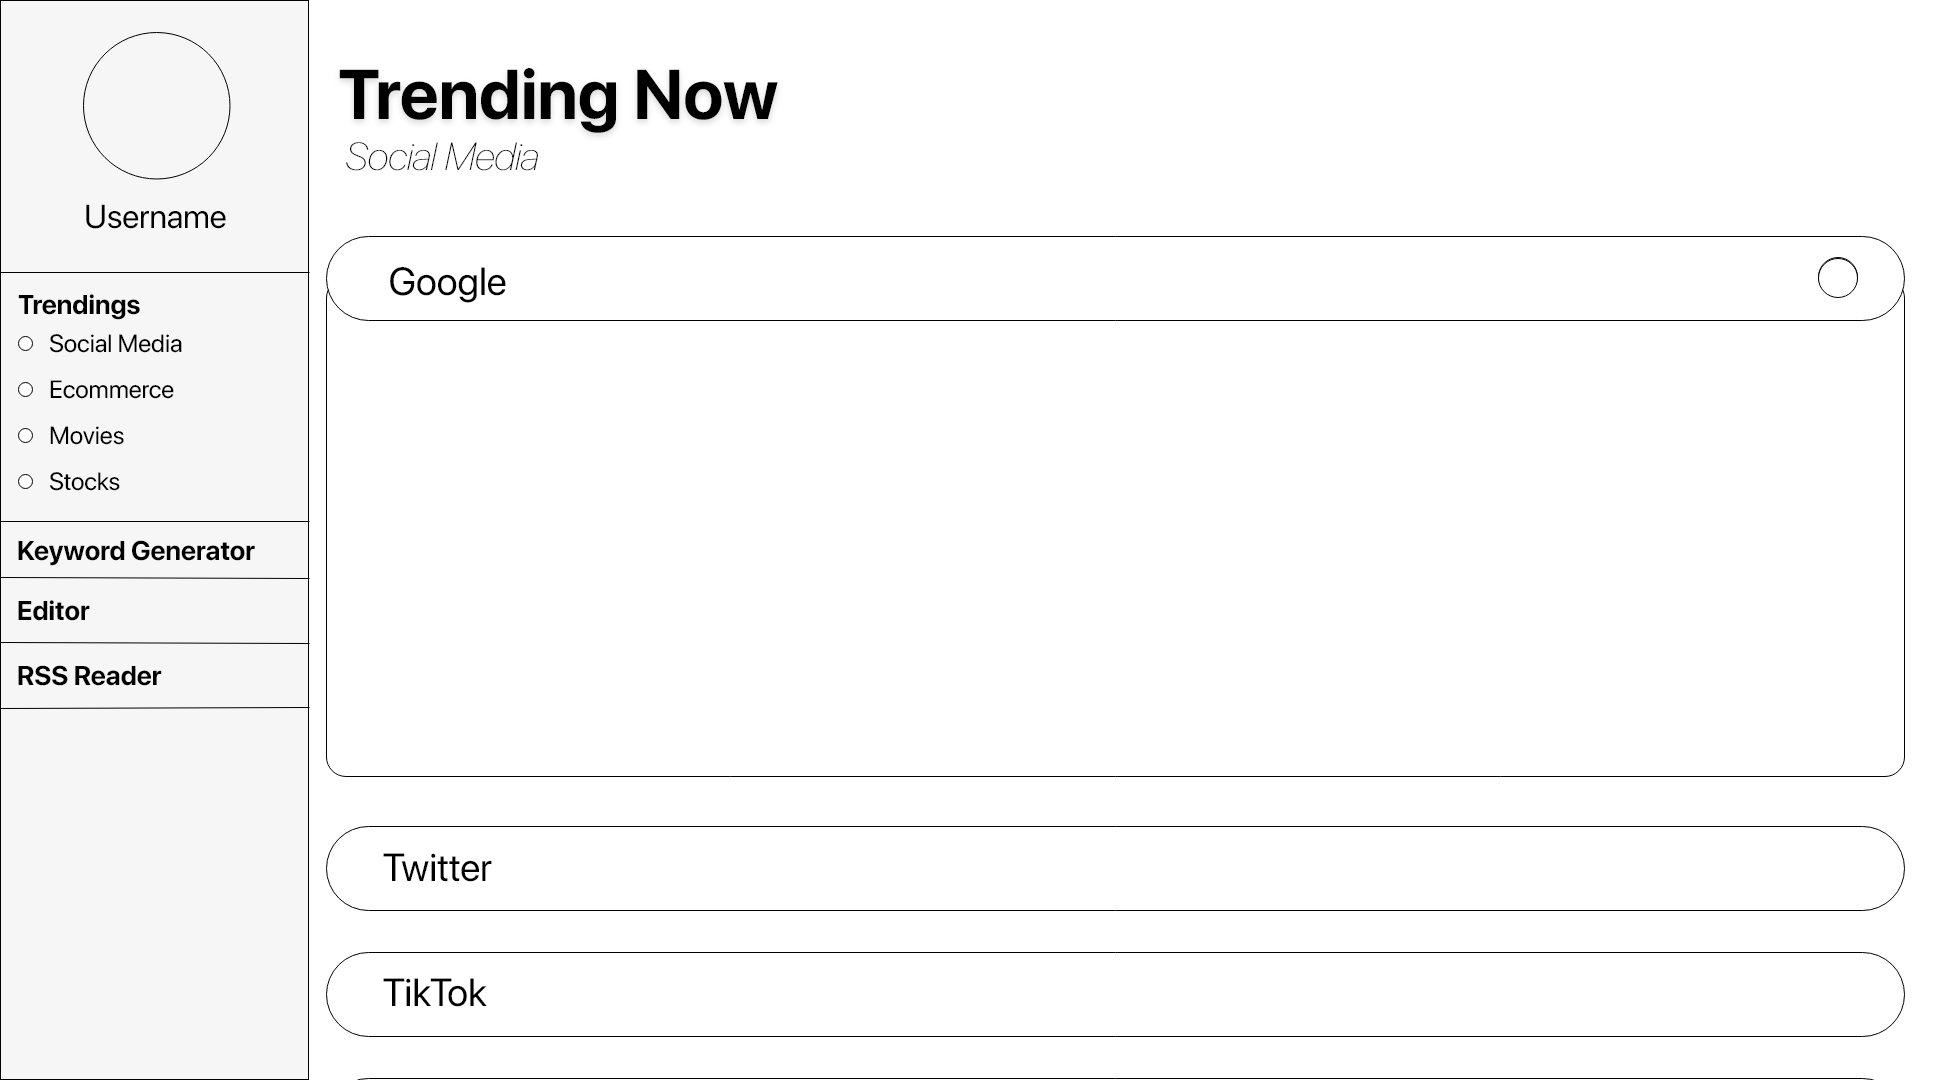 Username
Trendings
Social Media
Ecommerce
Movies
Stocks
Keyword Generator
Editor
RSS Reader
Trending Now
Social Media
Google
Twitter
TikTok